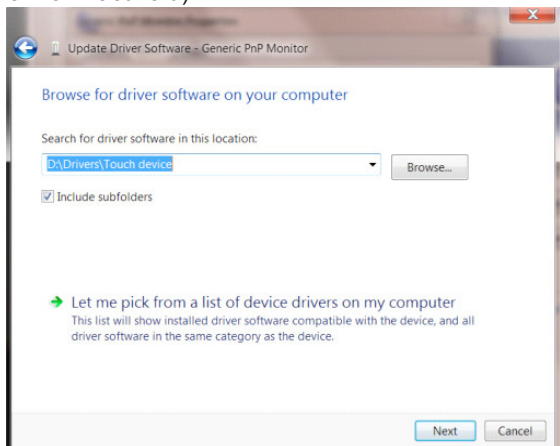 Update Driver Software - Generic PnP Monitor
Browse for driver software on your computer
Search for driver software in this location:
D:\Drivers\Touch device
Browse...
Include subfolders
Let me pick from a list of device drivers on my computer
This list will show installed driver software compatible with the device, and all
driver software in the same category as the device.
Next Cancel